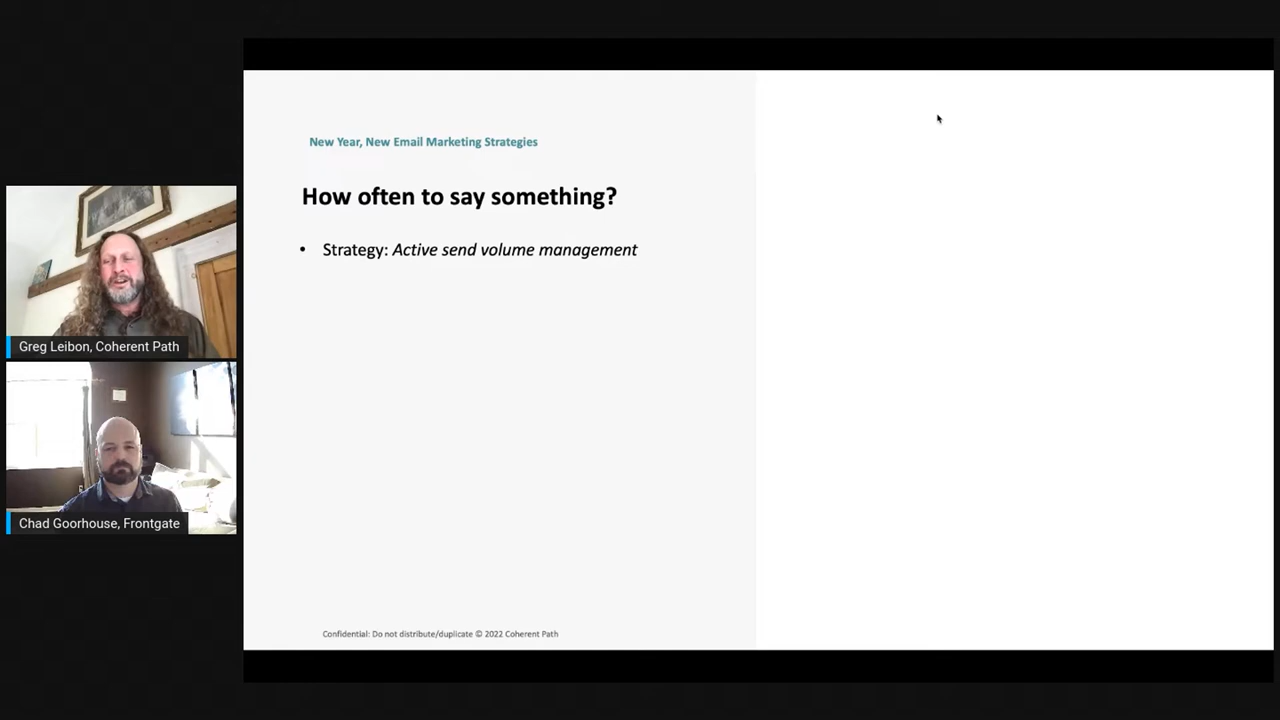 New Year, New Email Marketing Strategies
How often to say something?
• Strategy: Active send volume management
Greg Leibon, Coherent Path
Chad Goorhouse, Frontgate
Confidential: Do not distribute/duplicate © 2022 Coherent Path